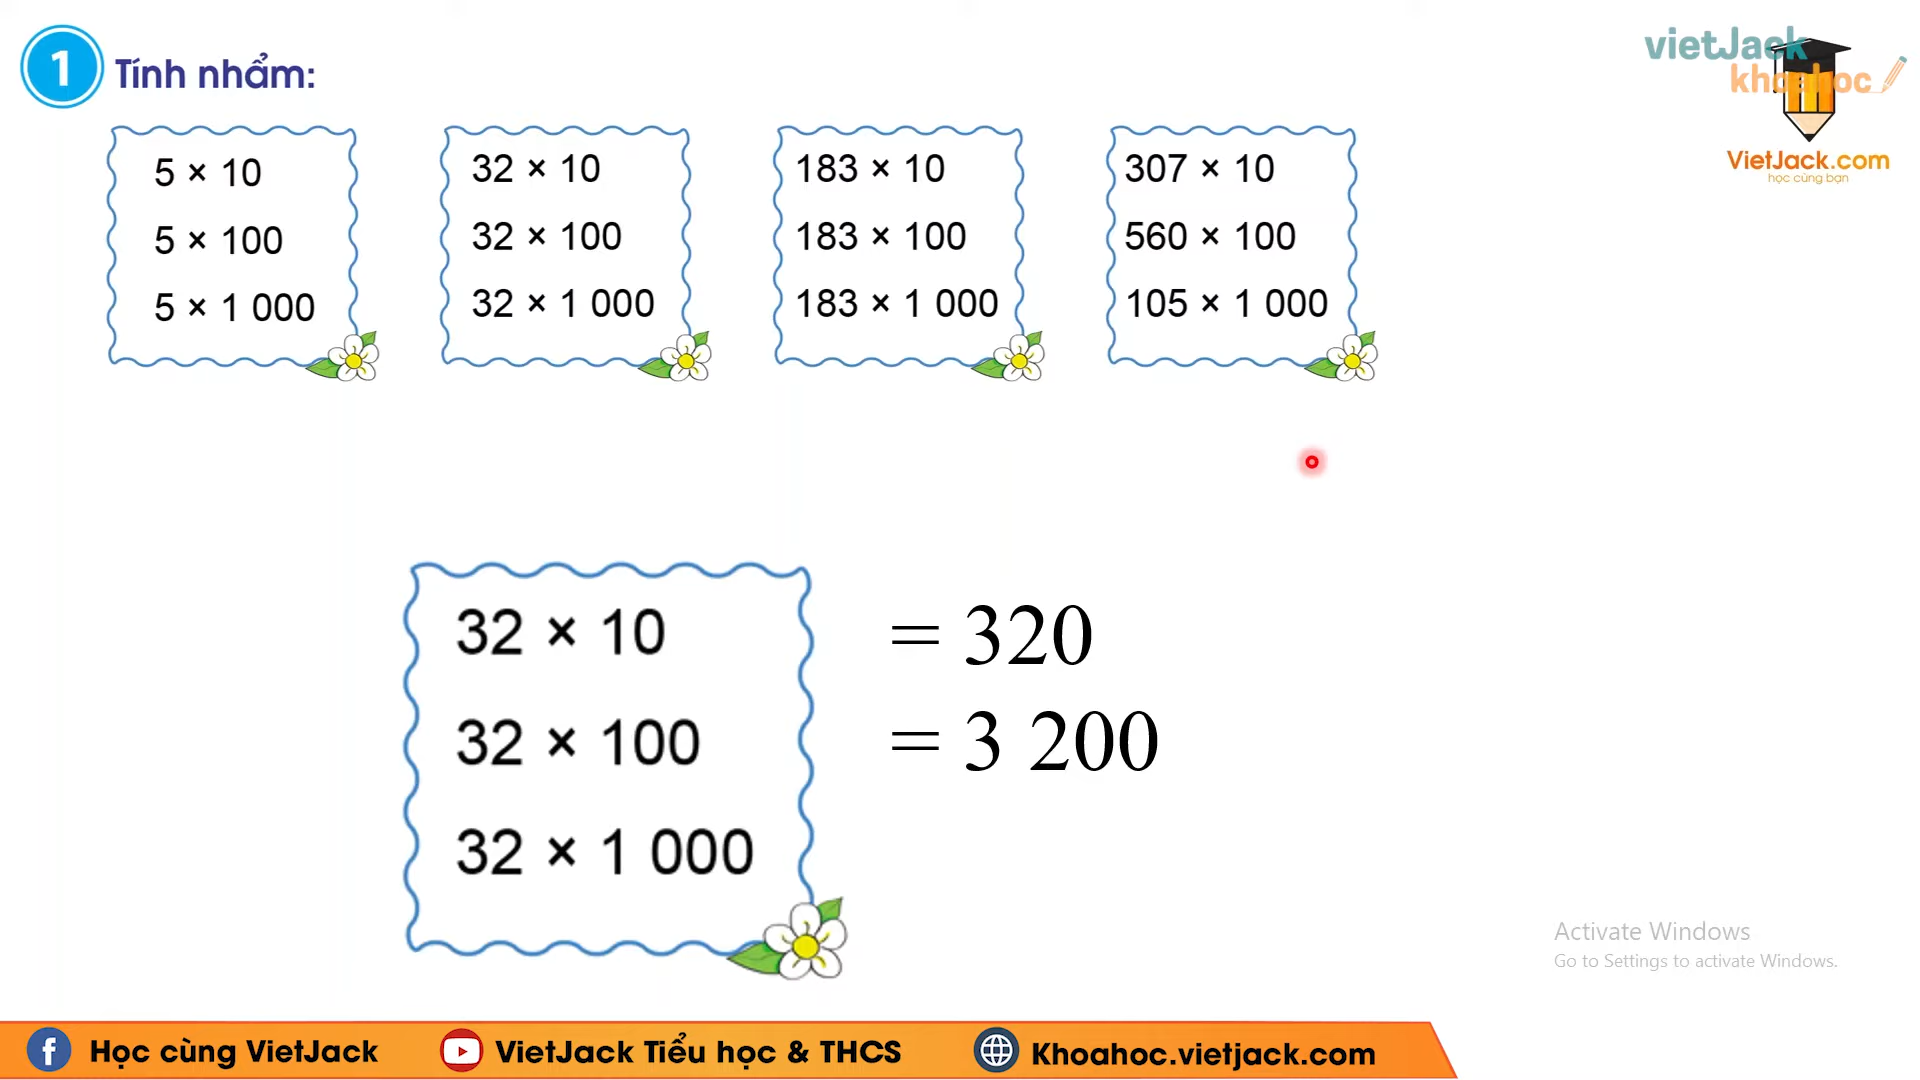 1 Tính nhẩm:
vietJack
khoahoc
VietJack.com
học cùng bạn
5 × 10
5 × 100
5 × 1 000
32 × 10
32 × 100
32 × 1 000
183 × 10
183 × 100
183 × 1 000
307 × 10
560 × 100
105 × 1 000
32 × 10 = 320
32 × 100 = 3 200
32 × 1 000
Activate Windows
Go to Settings to activate Windows.
Học cùng VietJack
VietJack Tiểu học & THCS
Khoahoc.vietjack.com